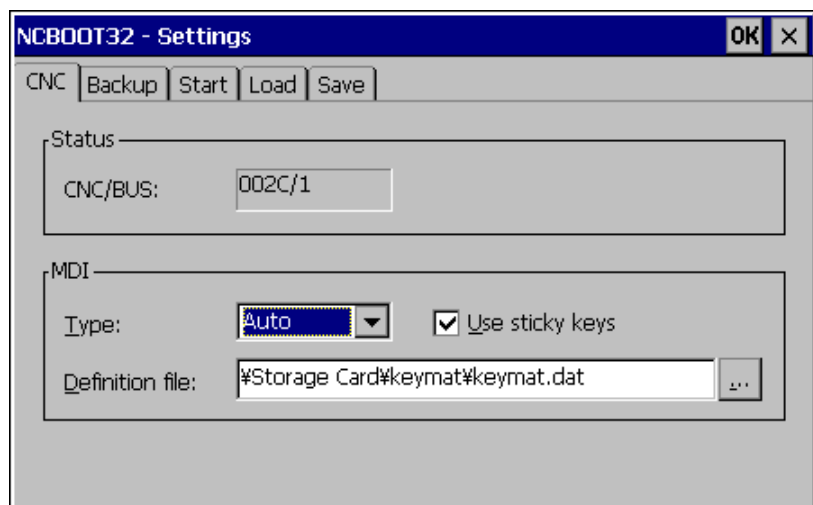 NCBOOT32 - Settings OK ×
CNC Backup Start Load Save
Status
CNC/BUS: 002C/1
MDI
Type: Auto Use sticky keys
Definition file: ¥Storage Card¥keymat¥keymat.dat ...